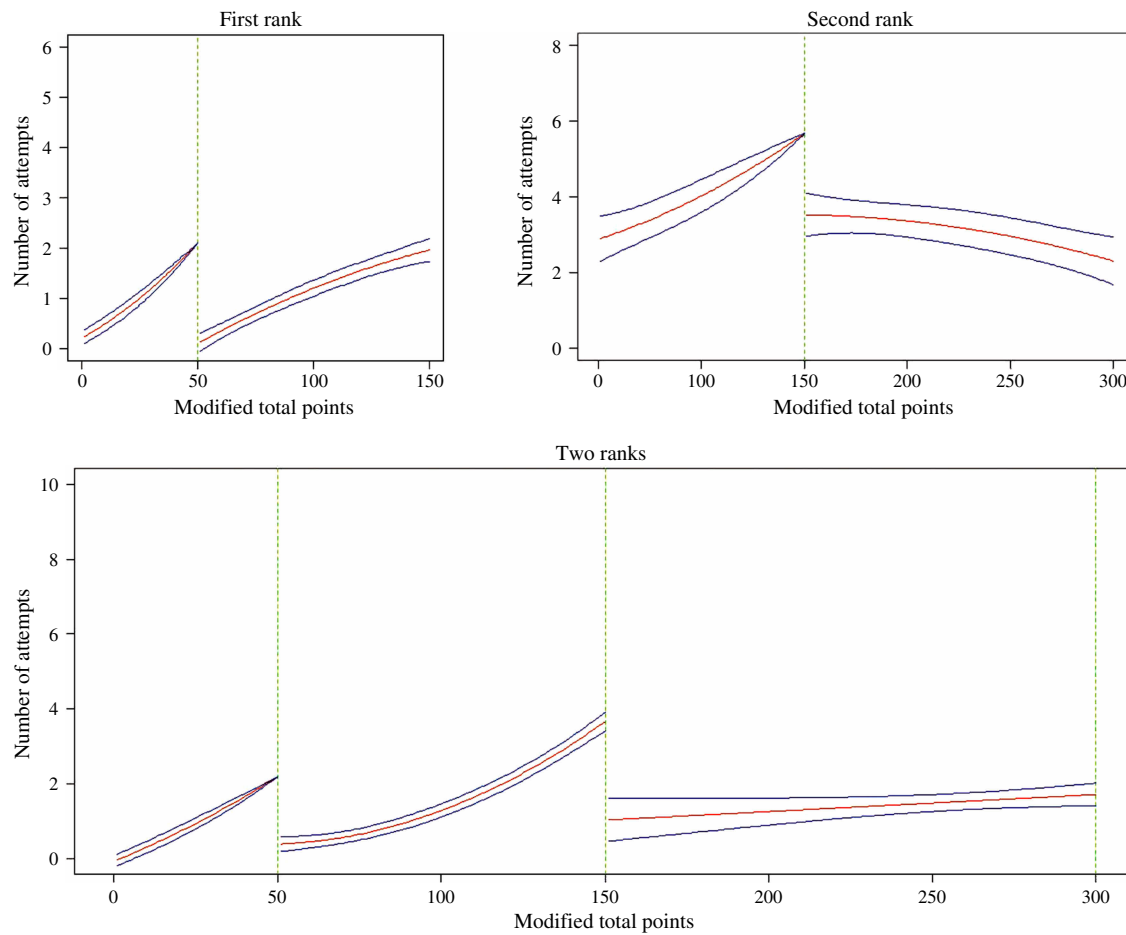 First rank
6
5
4
3
2
1
0
Number of attempts
0 50 100 150
Modified total points
Second rank
8
6
4
2
0
Number of attempts
0 100 150 200 250 300
Modified total points
Two ranks
10
8
6
4
2
0
Number of attempts
0 50 100 150 200 250 300
Modified total points